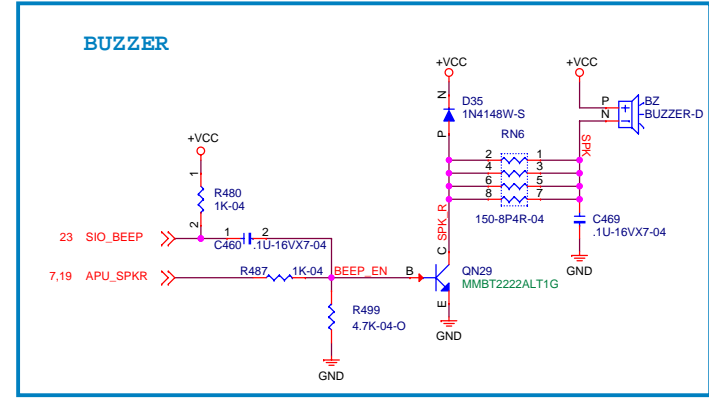 BUZZER
+VCC
+VCC
N
D35
1N4148W-S
P
BZ
P
N
BUZZER-D
RN6
SPK
+VCC
2 1
4 3
6 5
8 7
1
R480
1K-04
2
150-8P4R-04
C469
.1U-16VX7-04
SPK_R
23 SIO_BEEP
1 2
C460 .1U-16VX7-04
C
GND
7,19 APU_SPKR
R487 1K-04
BEEP_EN
B
QN29
MMBT2222ALT1G
E
R499
4.7K-04-O
GND
GND